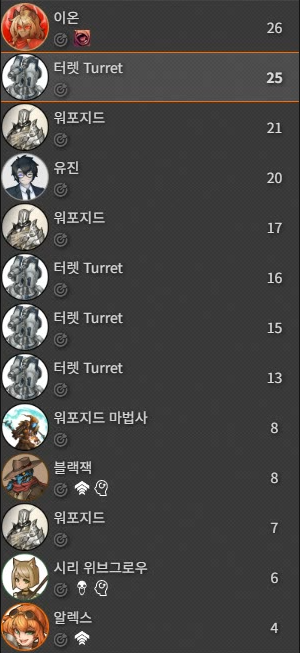 이온 26
터렛 Turret 25
워포지드 21
유진 20
워포지드 17
터렛 Turret 16
터렛 Turret 15
터렛 Turret 13
워포지드 마법사 8
블랙잭 8
워포지드 7
시리 위브그로우 6
알렉스 4